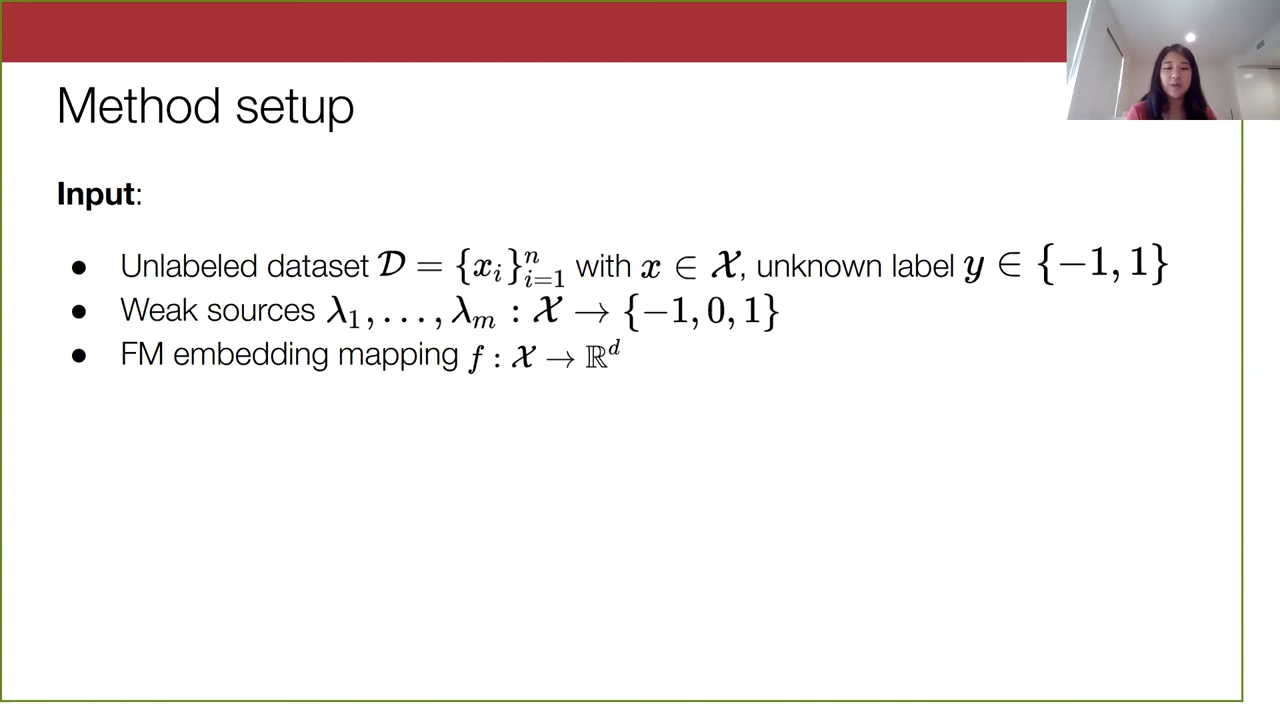 Method setup
Input:
● Unlabeled dataset 𝒟 = {xᵢ}ⁿᵢ₌₁ with x ∈ 𝒳, unknown label y ∈ {−1, 1}
● Weak sources λ₁, . . . , λₘ : 𝒳 → {−1, 0, 1}
● FM embedding mapping f : 𝒳 → ℝᵈ